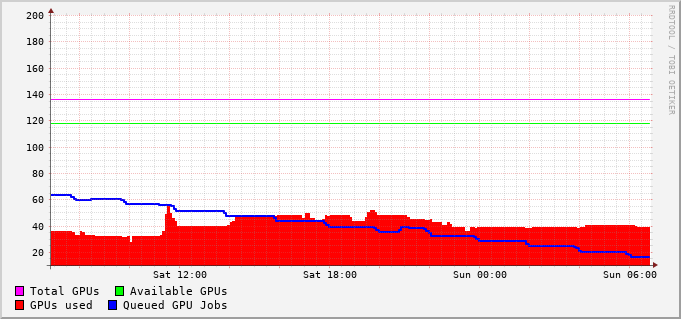 200
180
160
140
120
100
80
60
40
20
Sat 12:00 Sat 18:00 Sun 00:00 Sun 06:00
Total GPUs Available GPUs
GPUs used Queued GPU Jobs
RRDTOOL / TOBI OETIKER